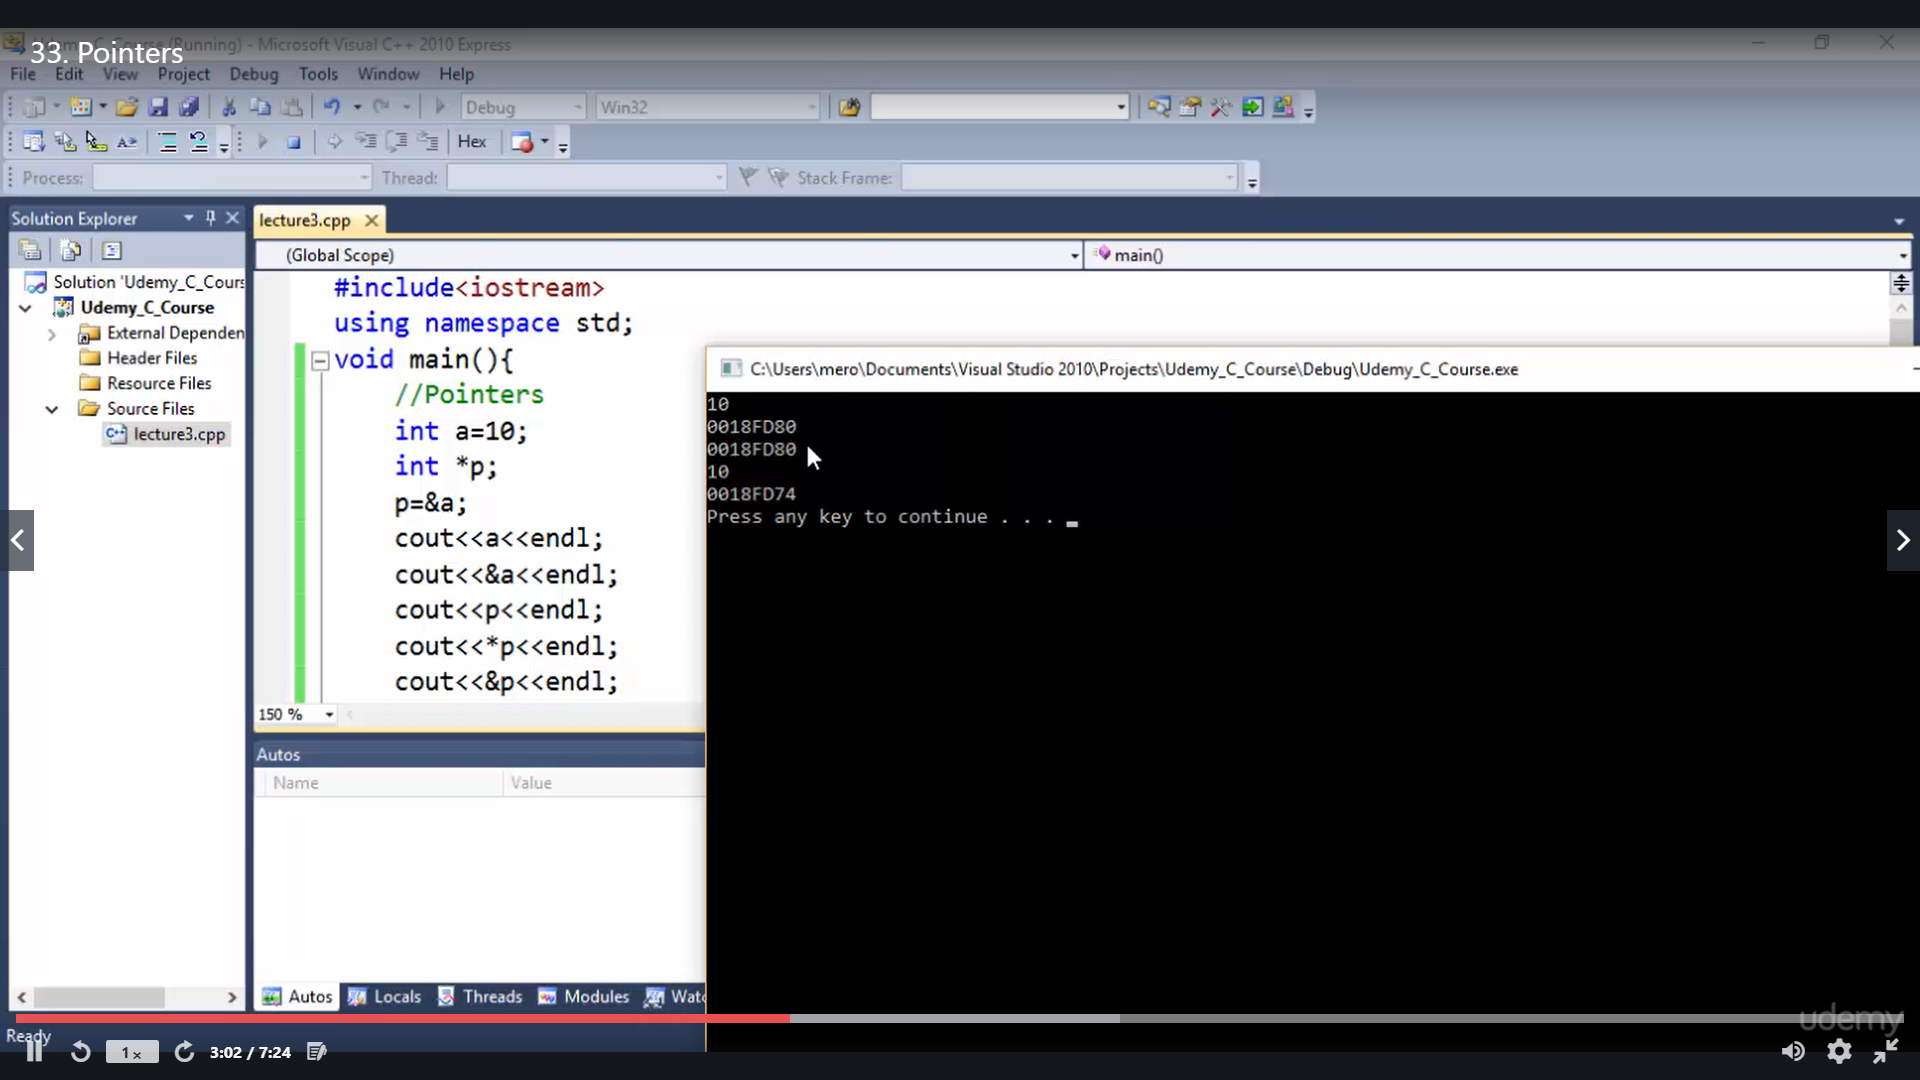 Udemy_C_Course (Running) - Microsoft Visual C++ 2010 Express
33. Pointers
File Edit View Project Debug Tools Window Help
Debug Win32
Hex
Process: Thread: Stack Frame:
Solution Explorer
lecture3.cpp
(Global Scope) main()
Solution 'Udemy_C_Cours
Udemy_C_Course
External Dependen
Header Files
Resource Files
Source Files
lecture3.cpp
#include<iostream>
using namespace std;
void main(){
//Pointers
int a=10;
int *p;
p=&a;
cout<<a<<endl;
cout<<&a<<endl;
cout<<p<<endl;
cout<<*p<<endl;
cout<<&p<<endl;
150 %
C:\Users\mero\Documents\Visual Studio 2010\Projects\Udemy_C_Course\Debug\Udemy_C_Course.exe
10
0018FD80
0018FD80
10
0018FD74
Press any key to continue . . .
Autos
Name Value
Autos Locals Threads Modules Watc
udemy
Ready
1x 3:02 / 7:24